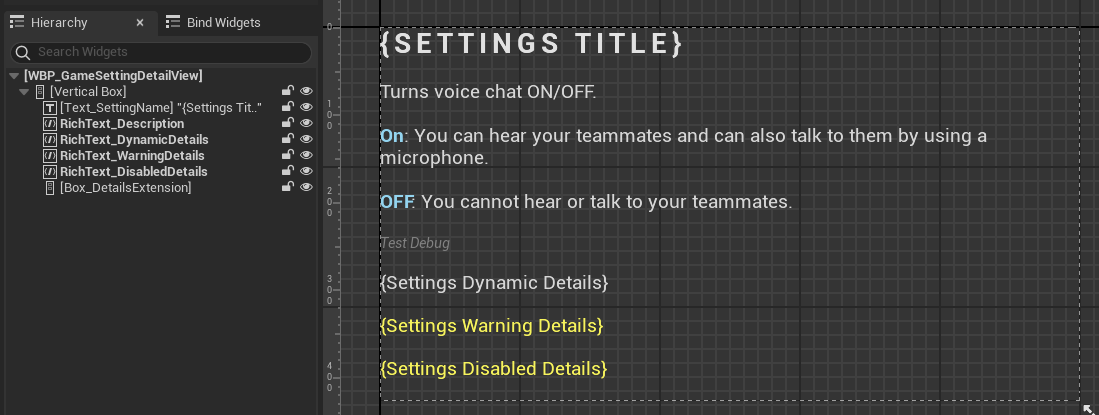 Hierarchy
Bind Widgets
Search Widgets
[WBP_GameSettingDetailView]
[Vertical Box]
[Text_SettingName] "{Settings Tit.."
RichText_Description
RichText_DynamicDetails
RichText_WarningDetails
RichText_DisabledDetails
[Box_DetailsExtension]
0
100
200
300
400
{SETTINGS TITLE}
Turns voice chat ON/OFF.
On: You can hear your teammates and can also talk to them by using a
microphone.
OFF: You cannot hear or talk to your teammates.
Test Debug
{Settings Dynamic Details}
{Settings Warning Details}
{Settings Disabled Details}